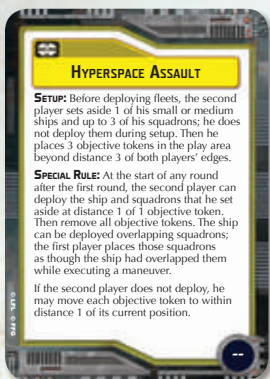 HYPERSPACE ASSAULT
SETUP: Before deploying fleets, the second
player sets aside 1 of his small or medium
ships and up to 3 of his squadrons; he does
not deploy them during setup. Then he
places 3 objective tokens in the play area
beyond distance 3 of both players' edges.
SPECIAL RULE: At the start of any round
after the first round, the second player can
deploy the ship and squadrons that he set
aside at distance 1 of 1 objective token.
Then remove all objective tokens. The ship
can be deployed overlapping squadrons;
the first player places those squadrons
as though the ship had overlapped them
while executing a maneuver.
If the second player does not deploy, he
may move each objective token to within
distance 1 of its current position.
© LFL © FFG
--